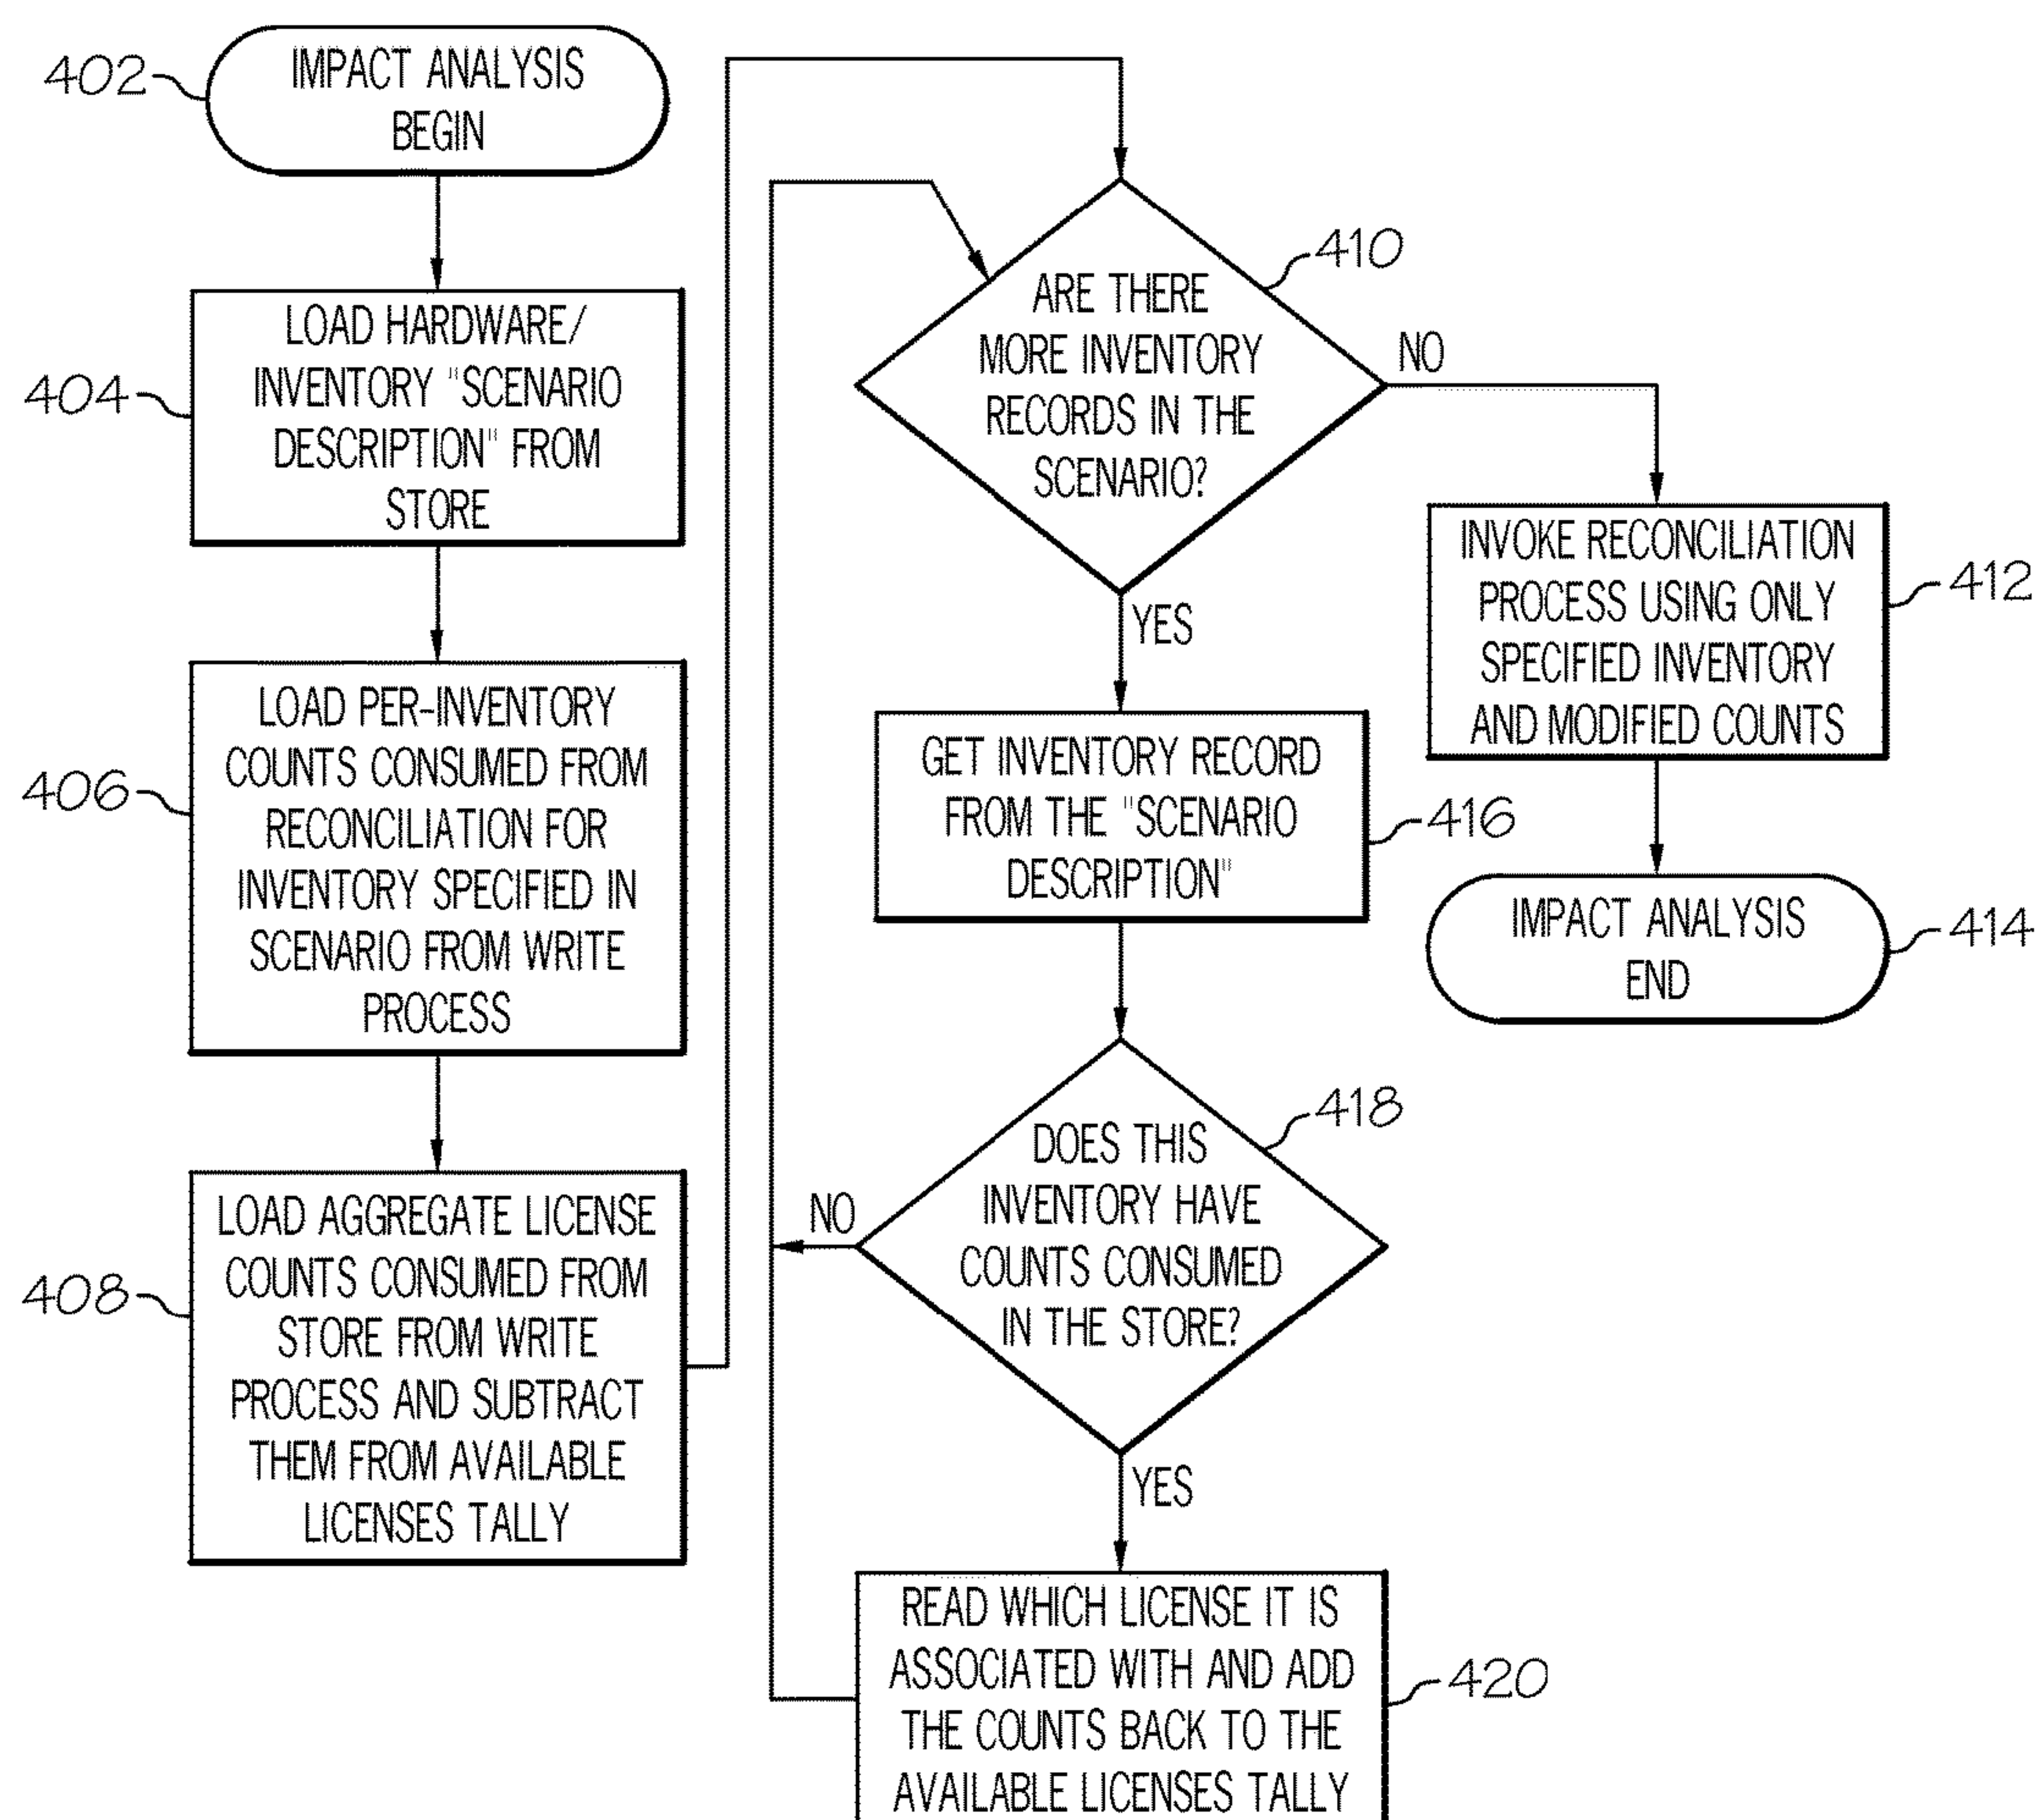 402
IMPACT ANALYSIS
BEGIN
404
LOAD HARDWARE/
INVENTORY "SCENARIO
DESCRIPTION" FROM
STORE
406
LOAD PER-INVENTORY
COUNTS CONSUMED FROM
RECONCILIATION FOR
INVENTORY SPECIFIED IN
SCENARIO FROM WRITE
PROCESS
408
LOAD AGGREGATE LICENSE
COUNTS CONSUMED FROM
STORE FROM WRITE
PROCESS AND SUBTRACT
THEM FROM AVAILABLE
LICENSES TALLY
410
ARE THERE
MORE INVENTORY
RECORDS IN THE
SCENARIO?
NO
YES
INVOKE RECONCILIATION
PROCESS USING ONLY
SPECIFIED INVENTORY
AND MODIFIED COUNTS
412
IMPACT ANALYSIS
END
414
GET INVENTORY RECORD
FROM THE "SCENARIO
DESCRIPTION"
416
418
DOES THIS
INVENTORY HAVE
COUNTS CONSUMED
IN THE STORE?
NO
YES
READ WHICH LICENSE IT IS
ASSOCIATED WITH AND ADD
THE COUNTS BACK TO THE
AVAILABLE LICENSES TALLY
420